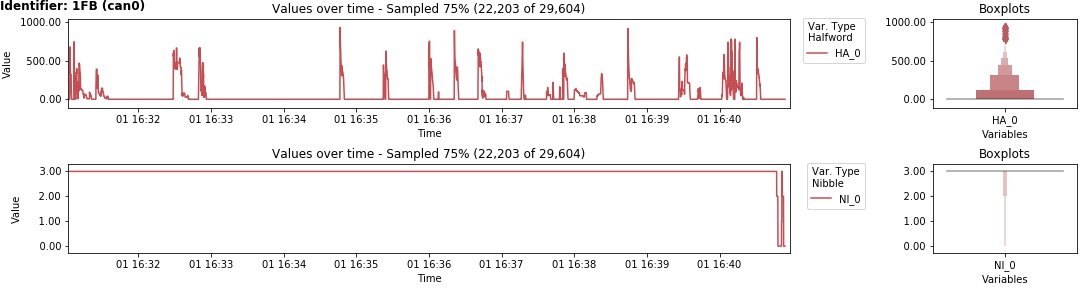 Identifier: 1FB (can0)
Values over time - Sampled 75% (22,203 of 29,604)
Boxplots
Value
1000.00
500.00
0.00
01 16:32
01 16:33
01 16:34
01 16:35
01 16:36
01 16:37
01 16:38
01 16:39
01 16:40
Time
Var. Type
Halfword
HA_0
1000.00
500.00
0.00
HA_0
Variables
Values over time - Sampled 75% (22,203 of 29,604)
Boxplots
Value
3.00
2.00
1.00
0.00
01 16:32
01 16:33
01 16:34
01 16:35
01 16:36
01 16:37
01 16:38
01 16:39
01 16:40
Time
Var. Type
Nibble
NI_0
3.00
2.00
1.00
0.00
NI_0
Variables